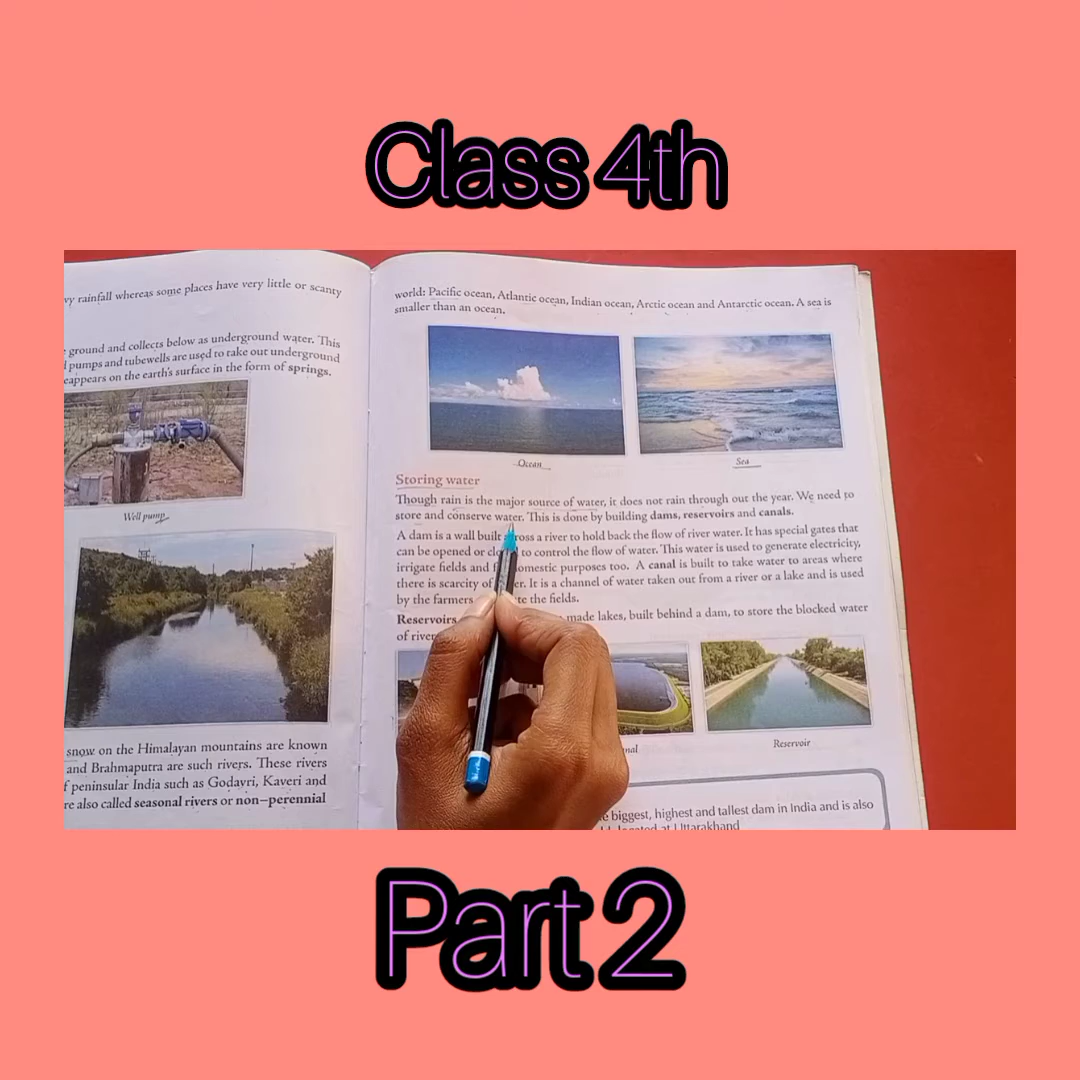 Class 4th
vy rainfall whereas some places have very little or scanty
ground and collects below as underground water. This
pumps and tubewells are used to take out underground
eappears on the earth's surface in the form of springs.
Well pump
snow on the Himalayan mountains are known
and Brahmaputra are such rivers. These rivers
f peninsular India such as Godavri, Kaveri and
re also called seasonal rivers or non-perennial
world: Pacific ocean, Atlantic ocean, Indian ocean, Arctic ocean and Antarctic ocean. A sea is
smaller than an ocean.
Ocean
Sea
Storing water
Though rain is the major source of water, it does not rain through out the year. We need to
store and conserve water. This is done by building dams, reservoirs and canals.
A dam is a wall built ross a river to hold back the flow of river water. It has special gates that
can be opened or clo to control the flow of water. This water is used to generate electricity,
irrigate fields and f omestic purposes too. A canal is built to take water to areas where
there is scarcity of er. It is a channel of water taken out from a river or a lake and is used
by the farmers te the fields.
Reservoirs made lakes, built behind a dam, to store the blocked water
of river
nal
Reservoir
e biggest, highest and tallest dam in India and is also
located at Uttarakhand
Part 2